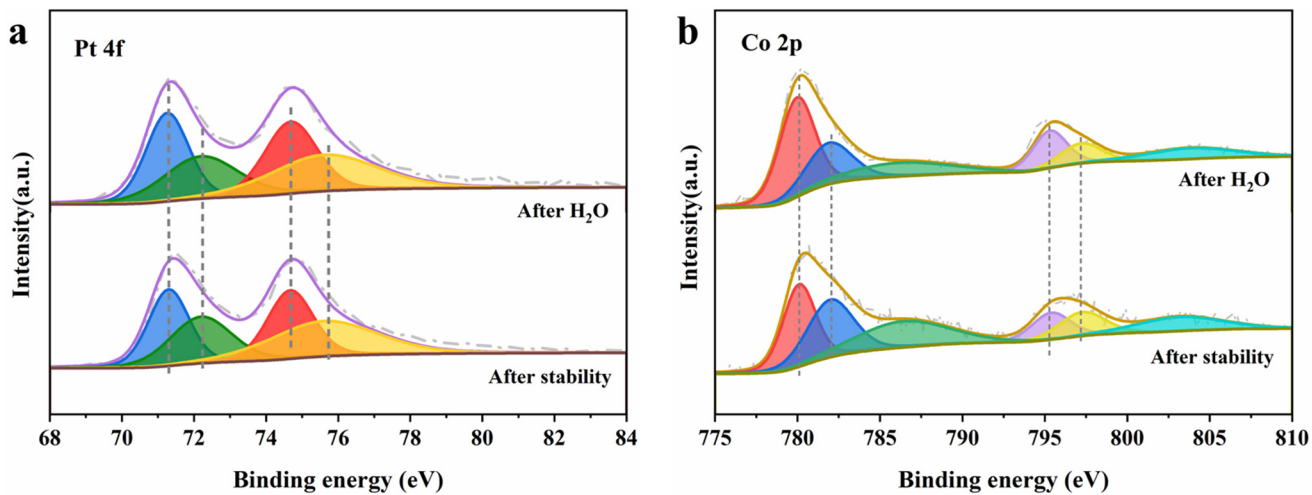 a
Pt 4f
Intensity(a.u.)
After H₂O
After stability
68 70 72 74 76 78 80 82 84
Binding energy (eV)
b
Co 2p
Intensity(a.u.)
After H₂O
After stability
775 780 785 790 795 800 805 810
Binding energy (eV)